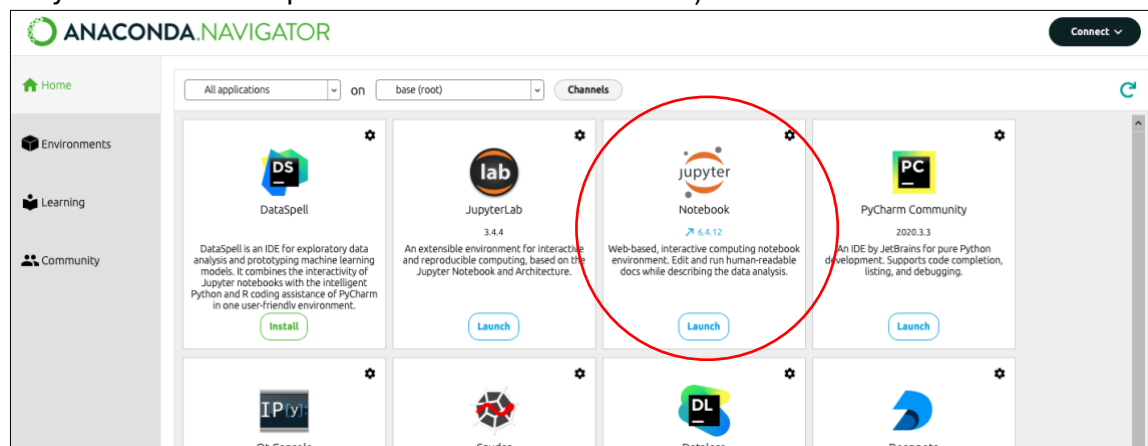 ANACONDA.NAVIGATOR
Connect
Home
All applications
on
base (root)
Channels
Environments
Learning
Community
DS
DataSpell
DataSpell is an IDE for exploratory data
analysis and prototyping machine learning
models. It combines the interactivity of
Jupyter notebooks with the intelligent
Python and R coding assistance of PyCharm
in one user-friendly environment.
Install
lab
JupyterLab
3.4.4
An extensible environment for interactive
and reproducible computing, based on the
Jupyter Notebook and Architecture.
Launch
jupyter
Notebook
6.4.12
Web-based, interactive computing notebook
environment. Edit and run human-readable
docs while describing the data analysis.
Launch
PC
PyCharm Community
2020.3.3
An IDE by JetBrains for pure Python
development. Supports code completion,
listing, and debugging.
Launch
IP[y]:
DL